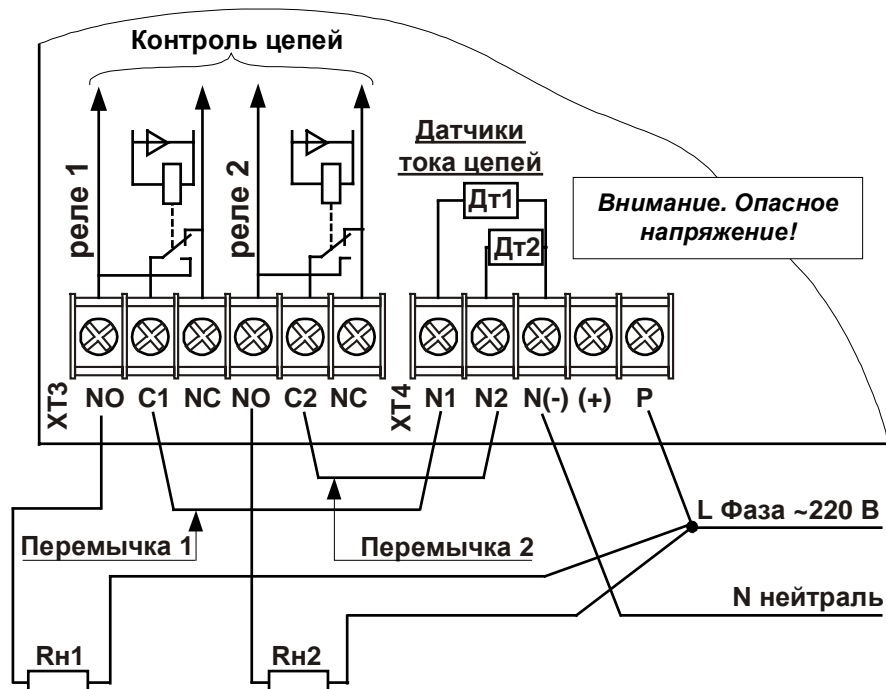 Контроль цепей
реле 1
реле 2
Датчики
тока цепей
Дт1
Дт2
Внимание. Опасное
напряжение!
XT3
NO C1 NC NO C2 NC
XT4
N1 N2 N(-) (+) P
L Фаза ~220 В
Перемычка 1
Перемычка 2
N нейтраль
Rн1
Rн2